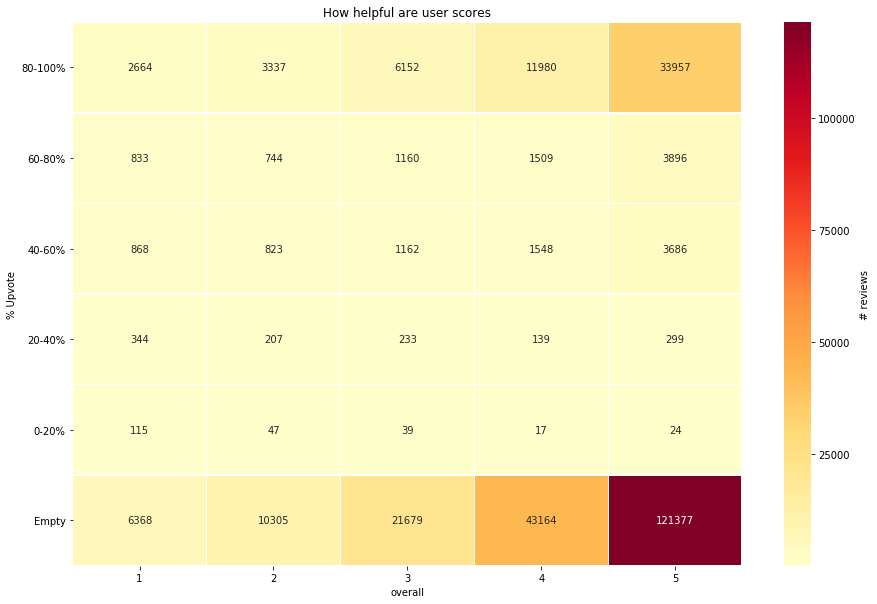 How helpful are user scores
80-100% 2664 3337 6152 11980 33957
100000
60-80% 833 744 1160 1509 3896
75000
40-60% 868 823 1162 1548 3686
% Upvote
# reviews
50000
20-40% 344 207 233 139 299
0-20% 115 47 39 17 24
25000
Empty 6368 10305 21679 43164 121377
1 2 3 4 5
overall